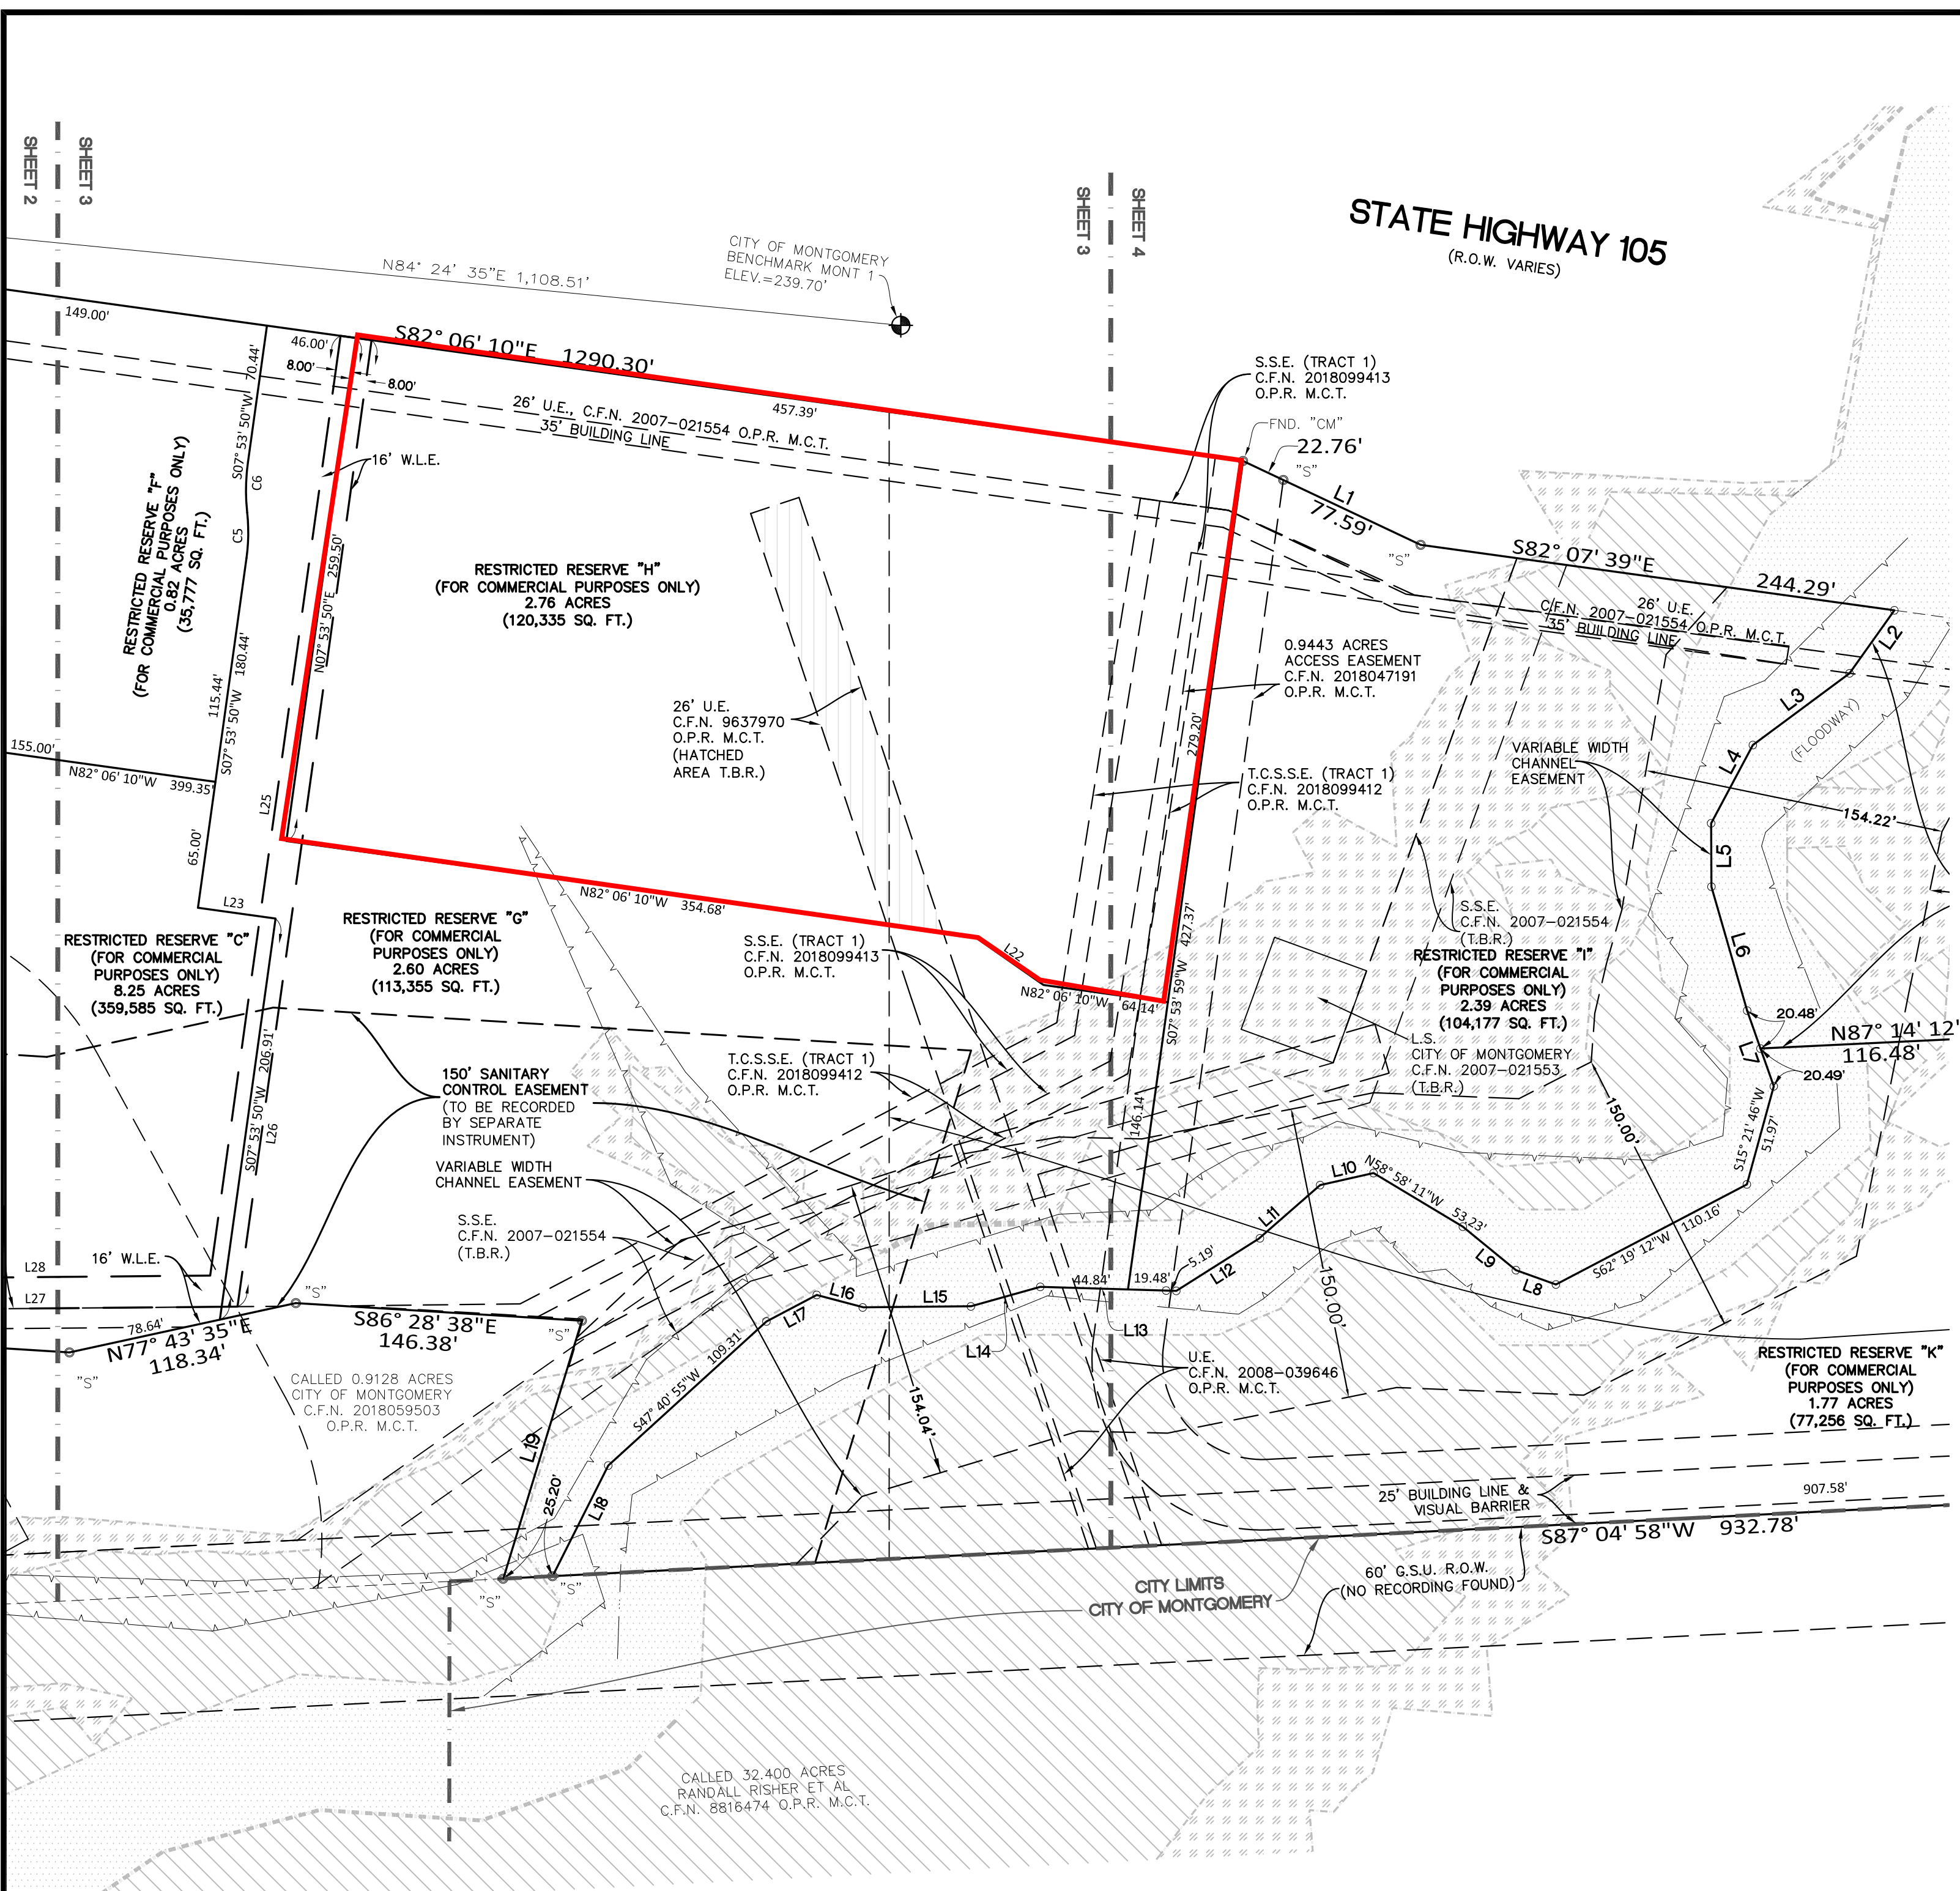 SHEET 2
SHEET 3
SHEET 3
SHEET 4
STATE HIGHWAY 105
(R.O.W. VARIES)
N84° 24' 35"E 1,108.51'
CITY OF MONTGOMERY
BENCHMARK MONT 1
ELEV.=239.70'
149.00'
46.00'
8.00'
8.00'
S82° 06' 10"E 1290.30'
457.39'
26' U.E., C.F.N. 2007-021554 O.P.R. M.C.T.
35' BUILDING LINE
S.S.E. (TRACT 1)
C.F.N. 2018099413
O.P.R. M.C.T.
FND. "CM"
22.76'
"S"
L1
77.59'
"S"
S82° 07' 39"E
244.29'
26' U.E.
C.F.N. 2007-021554 O.P.R. M.C.T.
35' BUILDING LINE
L2
L3
(FLOODWAY)
L4
L5
L6
L7
S07° 53' 50"W 70.44'
C6
C5
16' W.L.E.
RESTRICTED RESERVE "F"
(FOR COMMERCIAL PURPOSES ONLY)
0.82 ACRES
(35,777 SQ. FT.)
N07° 53' 50"E 259.50'
RESTRICTED RESERVE "H"
(FOR COMMERCIAL PURPOSES ONLY)
2.76 ACRES
(120,335 SQ. FT.)
26' U.E.
C.F.N. 9637970
O.P.R. M.C.T.
(HATCHED
AREA T.B.R.)
0.9443 ACRES
ACCESS EASEMENT
C.F.N. 2018047191
O.P.R. M.C.T.
279.20'
T.C.S.S.E. (TRACT 1)
C.F.N. 2018099412
O.P.R. M.C.T.
VARIABLE WIDTH
CHANNEL
EASEMENT
154.22'
115.44'
S07° 53' 50"W 180.44'
155.00'
N82° 06' 10"W 399.35'
65.00'
L25
L23
N82° 06' 10"W 354.68'
L22
N82° 06' 10"W 64.14'
S07° 53' 59"W 427.37'
S.S.E.
C.F.N. 2007-021554
(T.B.R.)
RESTRICTED RESERVE "I"
(FOR COMMERCIAL
PURPOSES ONLY)
2.39 ACRES
(104,177 SQ. FT.)
L.S.
CITY OF MONTGOMERY
C.F.N. 2007-021553
(T.B.R.)
20.48'
N87° 14' 12"
116.48'
20.49'
S15° 21' 46"W
51.97'
RESTRICTED RESERVE "C"
(FOR COMMERCIAL
PURPOSES ONLY)
8.25 ACRES
(359,585 SQ. FT.)
RESTRICTED RESERVE "G"
(FOR COMMERCIAL
PURPOSES ONLY)
2.60 ACRES
(113,355 SQ. FT.)
S.S.E. (TRACT 1)
C.F.N. 2018099413
O.P.R. M.C.T.
T.C.S.S.E. (TRACT 1)
C.F.N. 2018099412
O.P.R. M.C.T.
150' SANITARY
CONTROL EASEMENT
(TO BE RECORDED
BY SEPARATE
INSTRUMENT)
VARIABLE WIDTH
CHANNEL EASEMENT
S.S.E.
C.F.N. 2007-021554
(T.B.R.)
S07° 53' 50"W 206.91'
L26
146.14'
150.00'
L10
N58° 58' 11"W 53.23'
L11
L12
5.19'
L9
L8
S62° 19' 12"W 110.16'
16' W.L.E.
L28
L27
"S"
78.64'
N77° 43' 35"E
118.34'
"S"
S86° 28' 38"E
146.38'
"S"
L17
L16
L15
L14
44.84'
19.48'
L13
150.00'
U.E.
C.F.N. 2008-039646
O.P.R. M.C.T.
RESTRICTED RESERVE "K"
(FOR COMMERCIAL
PURPOSES ONLY)
1.77 ACRES
(77,256 SQ. FT.)
CALLED 0.9128 ACRES
CITY OF MONTGOMERY
C.F.N. 2018059503
O.P.R. M.C.T.
S47° 40' 55"W 109.31'
154.04'
L19
25.20'
L18
"S"
"S"
25' BUILDING LINE &
VISUAL BARRIER
907.58'
S87° 04' 58"W 932.78'
60' G.S.U. R.O.W.
(NO RECORDING FOUND)
CITY LIMITS
CITY OF MONTGOMERY
CALLED 32.400 ACRES
RANDALL RISHER ET AL
C.F.N. 8816474 O.P.R. M.C.T.